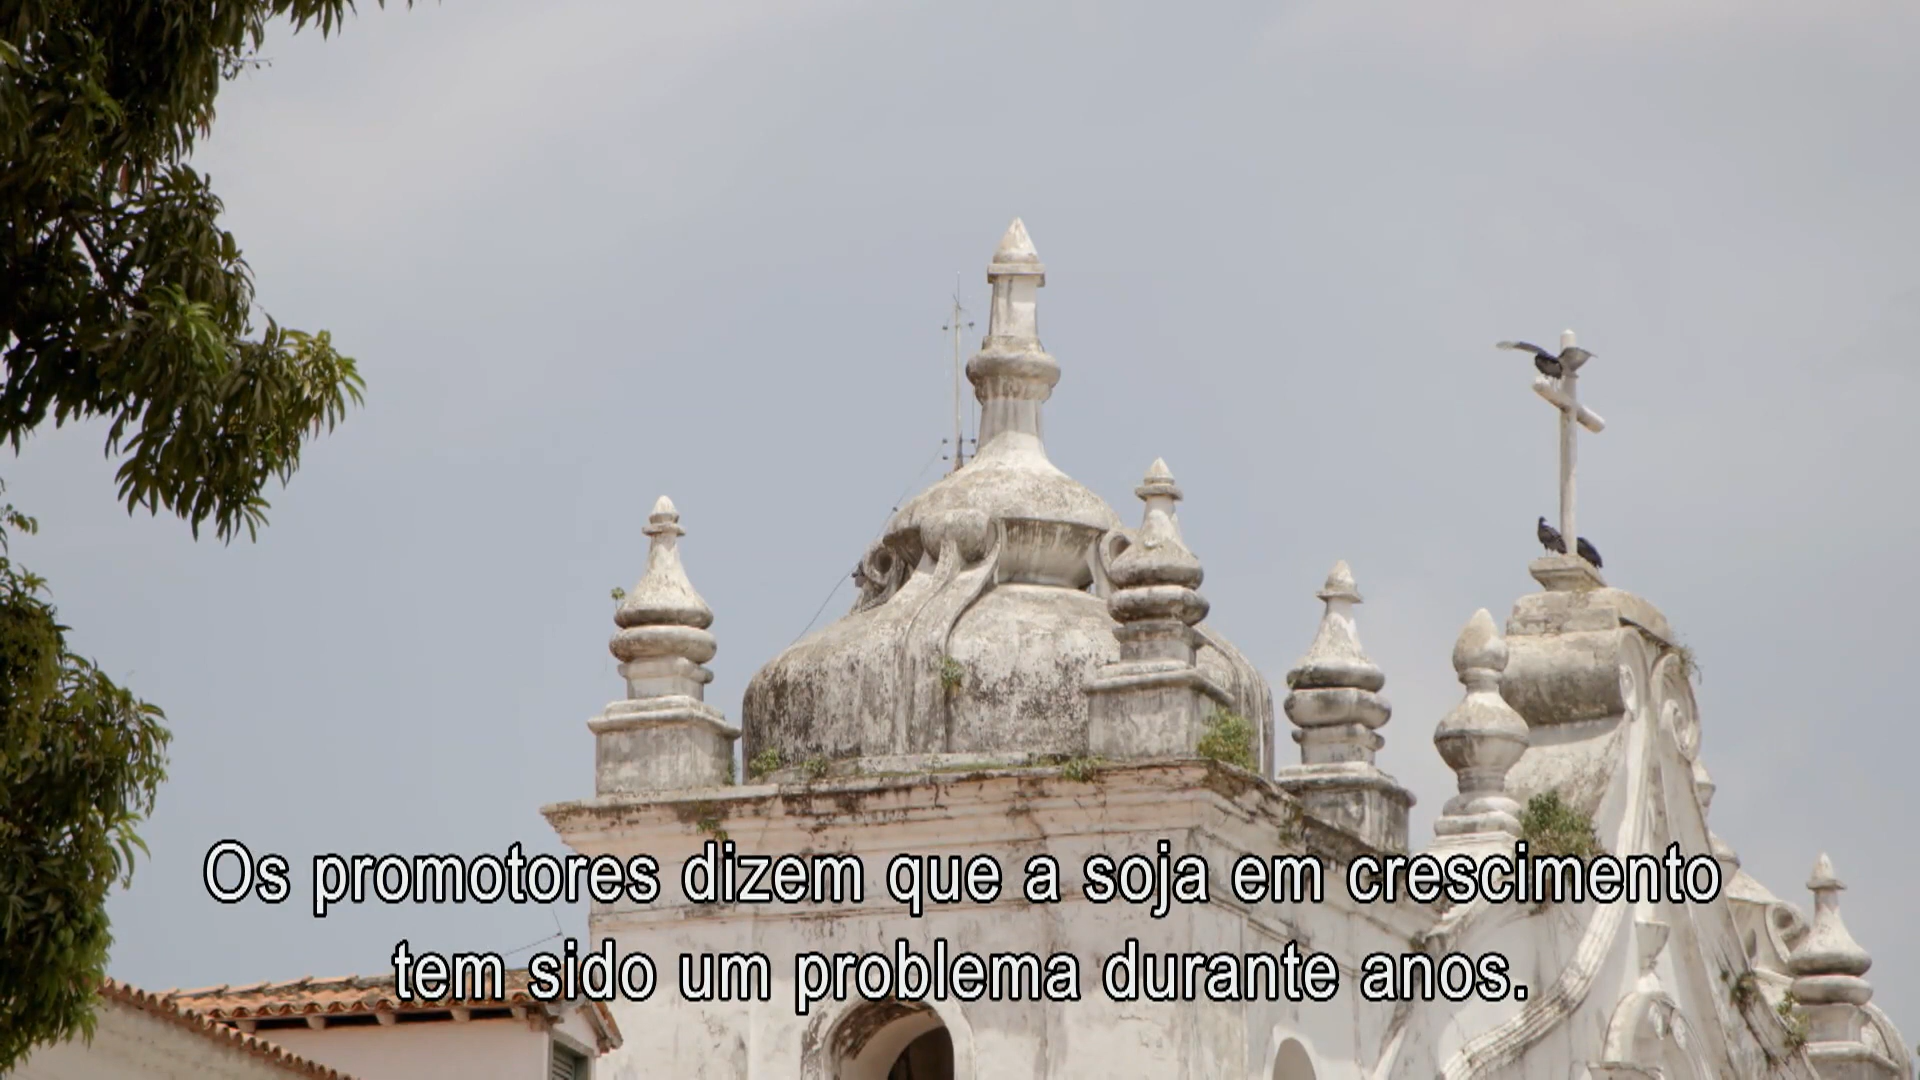 Os promotores dizem que a soja em crescimento
tem sido um problema durante anos.